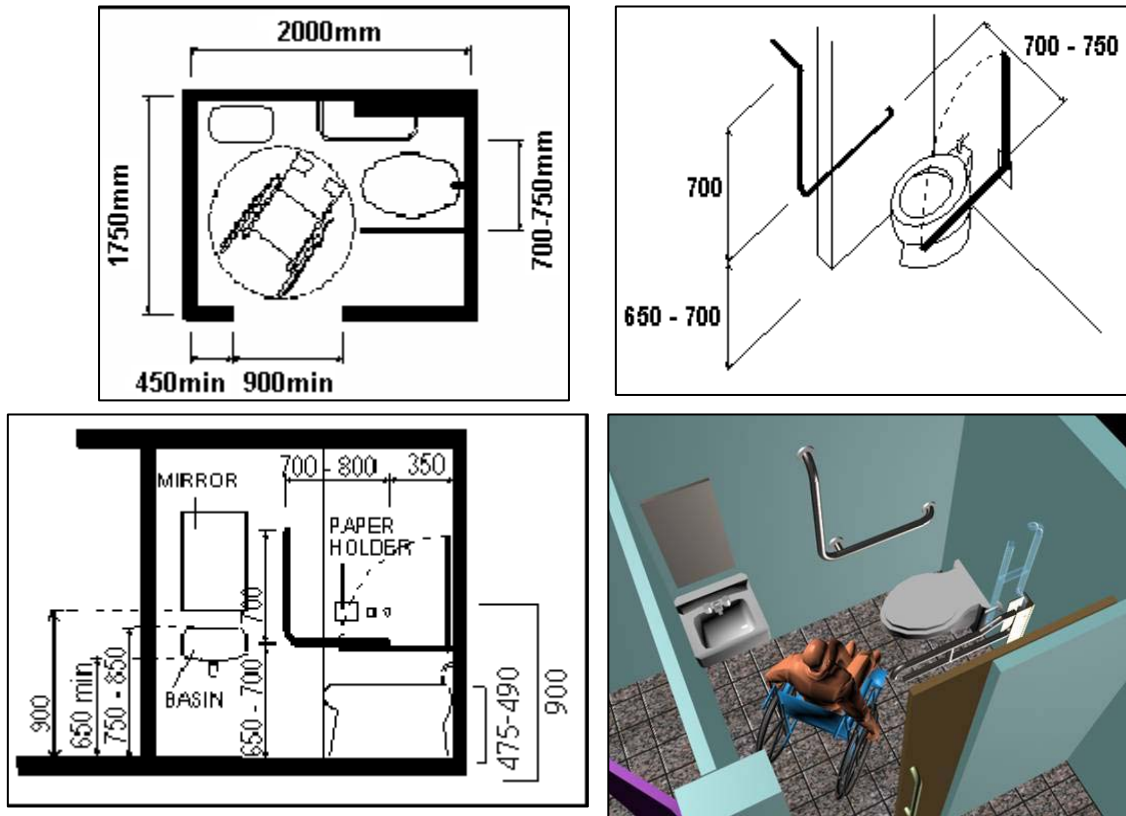 2000mm
1750mm
700-750mm
450min 900min
700 - 750
700
650 - 700
700 - 800 350
MIRROR
PAPER
HOLDER
700
BASIN
900
650 min
750 - 850
650 - 700
475-490
900